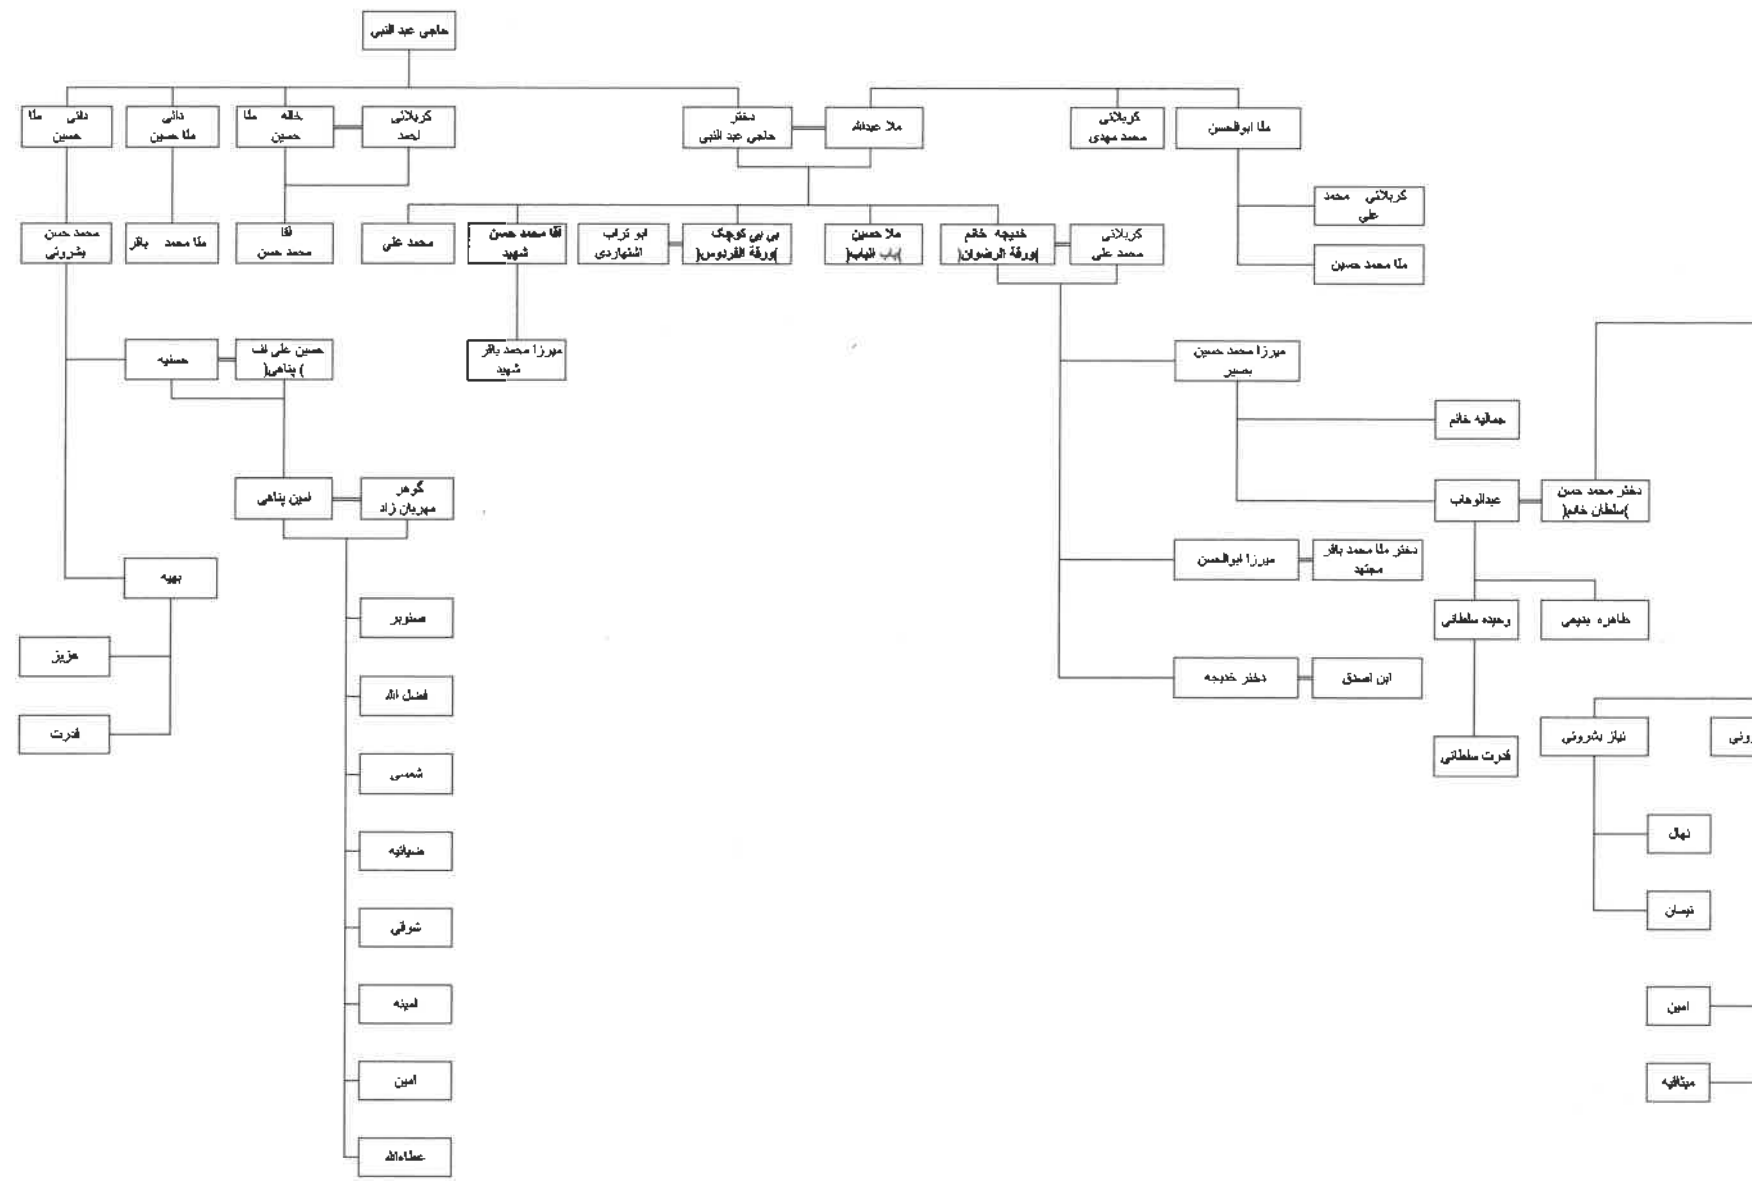 حاجی عبد النبی
دائی ملا
حسین
دائی
ملا حسین
خاله ملا
حسین
کربلائی
احمد
دختر
حاجی عبد النبی
ملا عبدالله
کربلائی
محمد مهدی
ملا ابوالحسن
کربلائی محمد
علی
ملا محمد حسین
محمد حسن
بشروئی
ملا محمد باقر
آقا
محمد حسن
محمد علی
آقا محمد حسن
شهید
ابو تراب
اشتهاردی
بی بی کوچک
)ورقة الفردوس(
ملا حسین
)باب الباب(
خدیجه خانم
)ورقة الرضوان(
کربلائی
محمد علی
حسنیه
حسین علی
) پناهی(
میرزا محمد باقر
شهید
میرزا محمد حسین
بصیر
جمالیه خانم
امین پناهی
گوهر
مهربان زاد
عبدالوهاب
دختر محمد حسن
)سلطان خانم(
میرزا ابوالحسن
دختر ملا محمد باقر
مجتهد
بهیه
صنوبر
وحیده سلطانی
طاهره بدیعی
عزیز
دختر خدیجه
ابن اصدق
فضل الله
قدرت
نیاز بشروئی
روئی
قدرت سلطانی
شمسی
نهال
ضیائیه
نیسان
شوقی
امینه
امین
امین
میثاقیه
عطاءالله